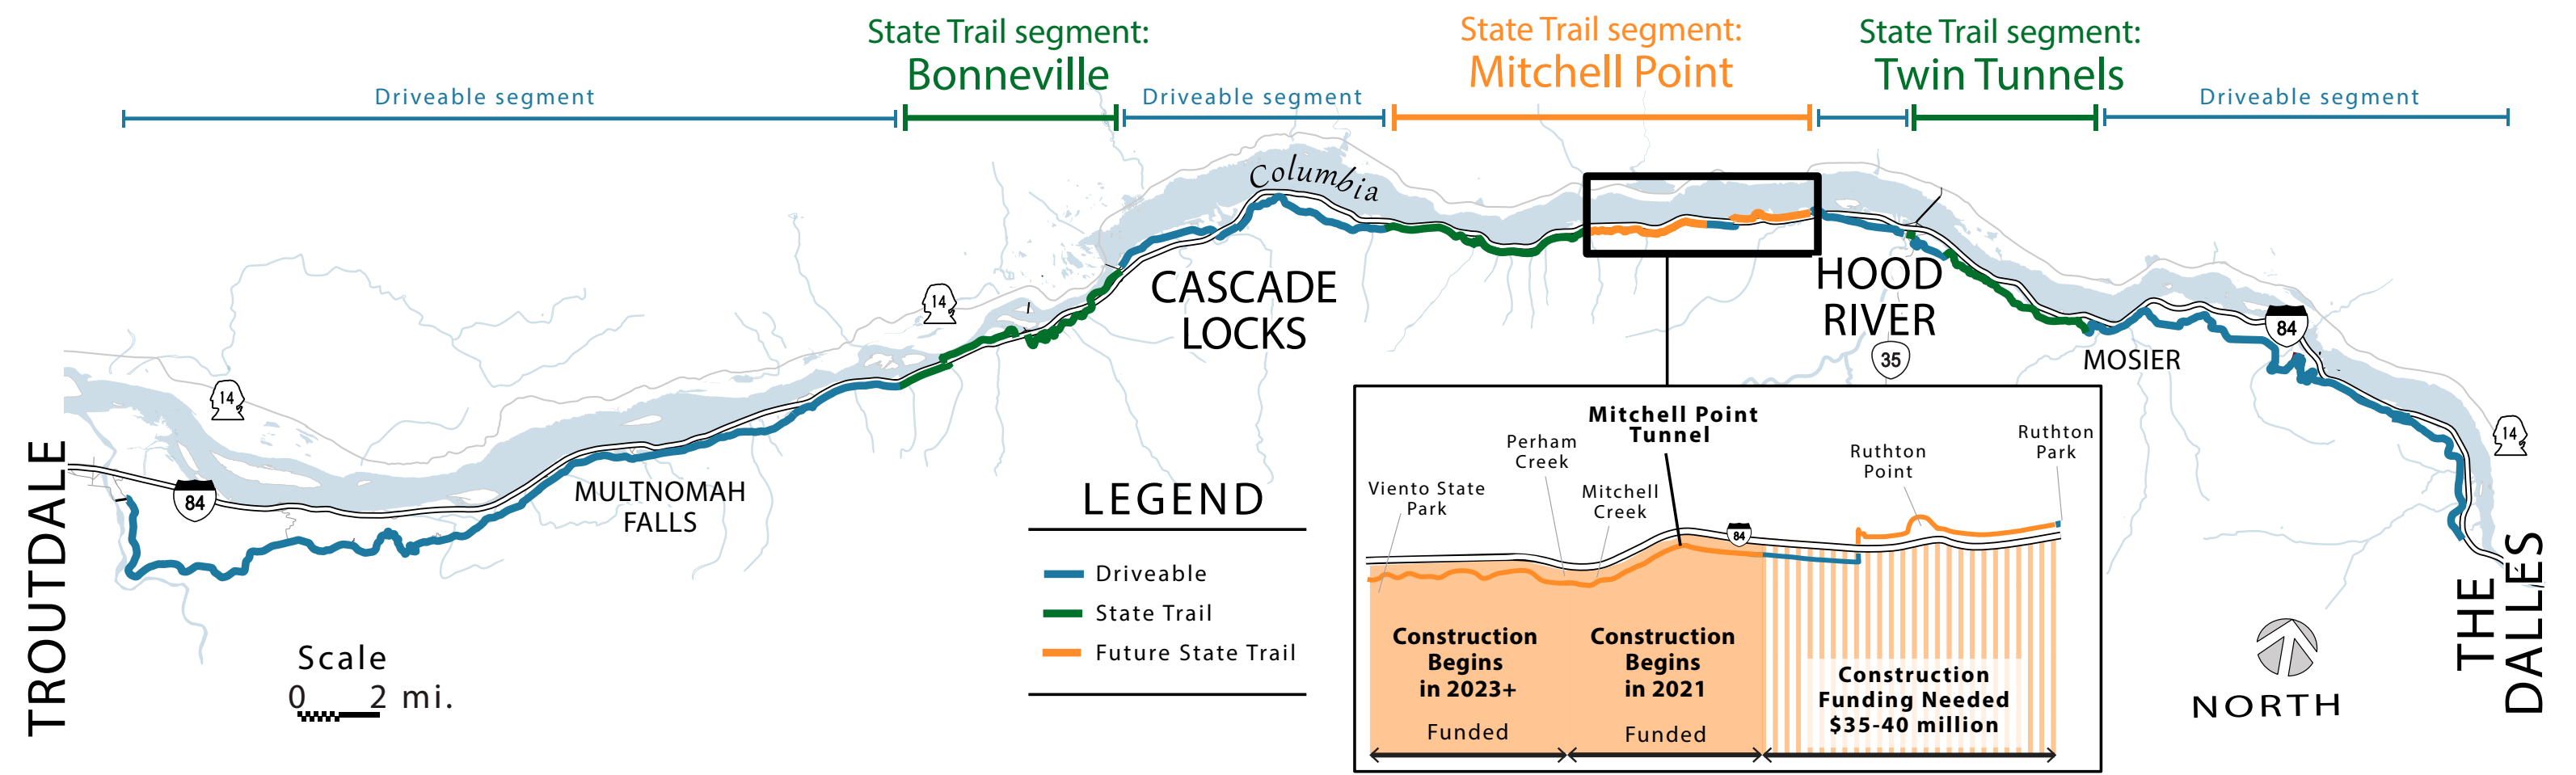 State Trail segment:
Bonneville
State Trail segment:
Mitchell Point
State Trail segment:
Twin Tunnels
Driveable segment
Driveable segment
Driveable segment
Columbia
CASCADE
LOCKS
HOOD
RIVER
14
84
35
MOSIER
14
14
TROUTDALE
84
MULTNOMAH
FALLS
THE
DALLES
LEGEND
Driveable
State Trail
Future State Trail
Scale
0 2 mi.
Mitchell Point
Tunnel
Perham
Creek
Viento State
Park
Mitchell
Creek
Ruthton
Point
Ruthton
Park
84
Construction
Begins
in 2023+
Funded
Construction
Begins
in 2021
Funded
Construction
Funding Needed
$35-40 million
NORTH